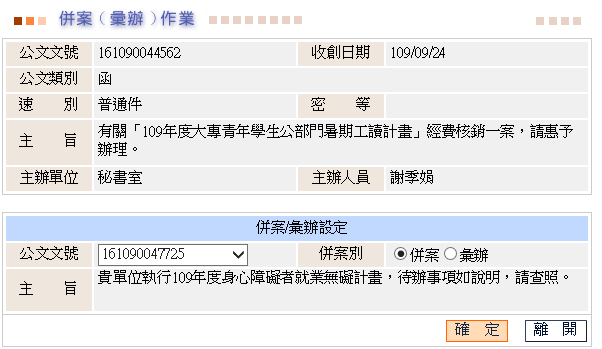 併案（彙辦）作業
公文文號 161090044562 收創日期 109/09/24
公文類別 函
速 別 普通件 密 等
主 旨 有關「109年度大專青年學生公部門暑期工讀計畫」經費核銷一案，請惠予
辦理。
主辦單位 秘書室 主辦人員 謝季娟
併案/彙辦設定
公文文號 161090047725 併案別 併案 彙辦
主 旨 貴單位執行109年度身心障礙者就業無礙計畫，待辦事項如說明，請查照。
確 定 離 開